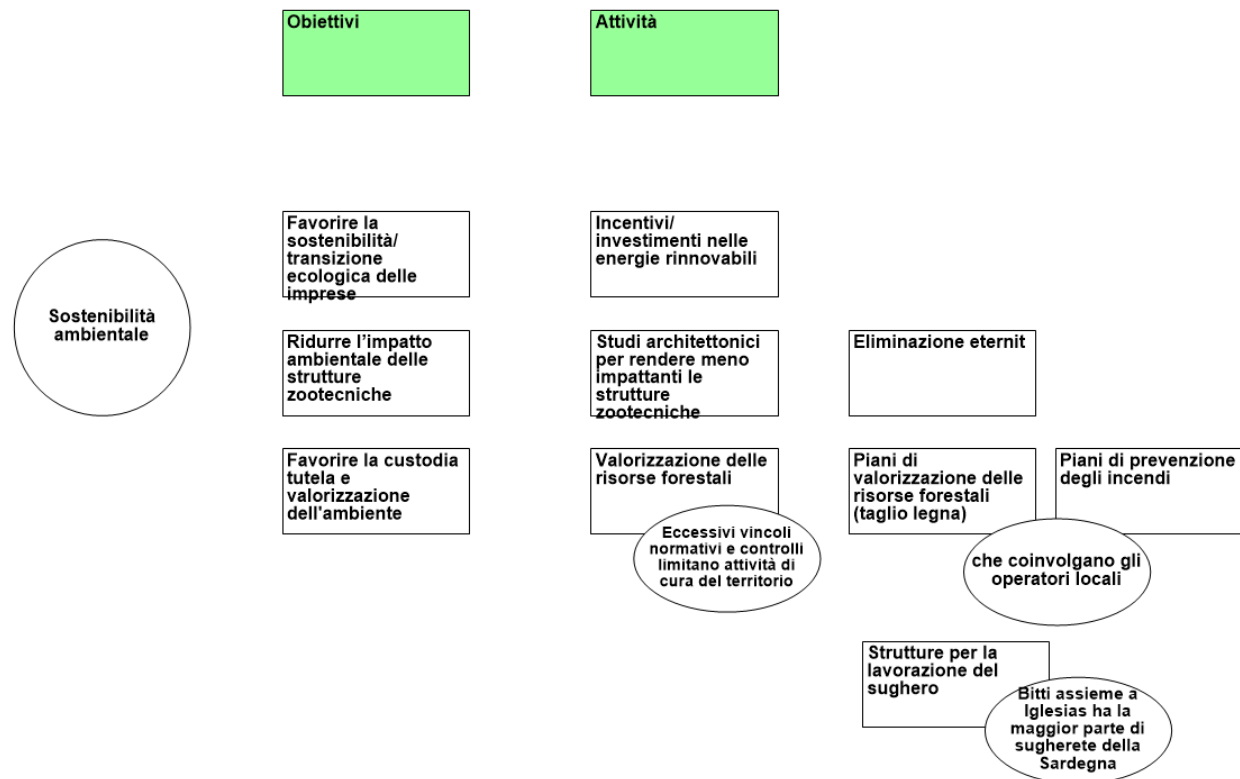 Obiettivi
Attività
Sostenibilità
ambientale
Favorire la
sostenibilità/
transizione
ecologica delle
imprese
Incentivi/
investimenti nelle
energie rinnovabili
Ridurre l’impatto
ambientale delle
strutture
zootecniche
Studi architettonici
per rendere meno
impattanti le
strutture
zootecniche
Eliminazione eternit
Favorire la custodia
tutela e
valorizzazione
dell'ambiente
Valorizzazione delle
risorse forestali
Eccessivi vincoli
normativi e controlli
limitano attività di
cura del territorio
Piani di
valorizzazione delle
risorse forestali
(taglio legna)
Piani di prevenzione
degli incendi
che coinvolgano gli
operatori locali
Strutture per la
lavorazione del
sughero
Bitti assieme a
Iglesias ha la
maggior parte di
sugherete della
Sardegna